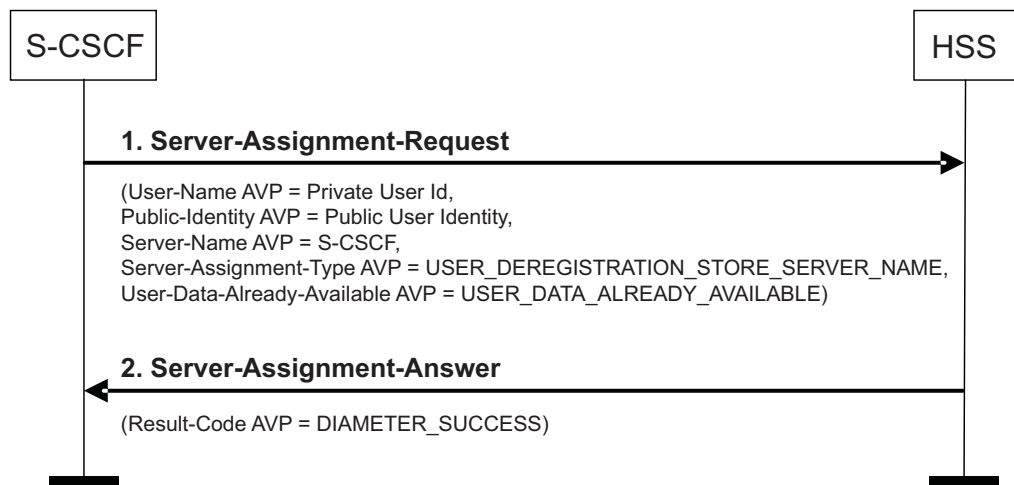 S-CSCF
HSS
1. Server-Assignment-Request
(User-Name AVP = Private User Id,
Public-Identity AVP = Public User Identity,
Server-Name AVP = S-CSCF,
Server-Assignment-Type AVP = USER_DEREGISTRATION_STORE_SERVER_NAME,
User-Data-Already-Available AVP = USER_DATA_ALREADY_AVAILABLE)
2. Server-Assignment-Answer
(Result-Code AVP = DIAMETER_SUCCESS)